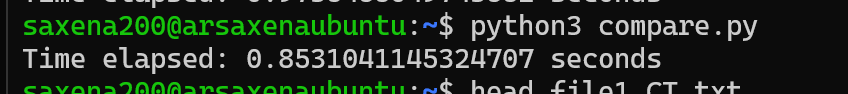 saxena200@arsaxenaubuntu:~$ python3 compare.py
Time elapsed: 0.8531041145324707 seconds
saxena200@arsaxenaubuntu:~$ head file1_CT.txt